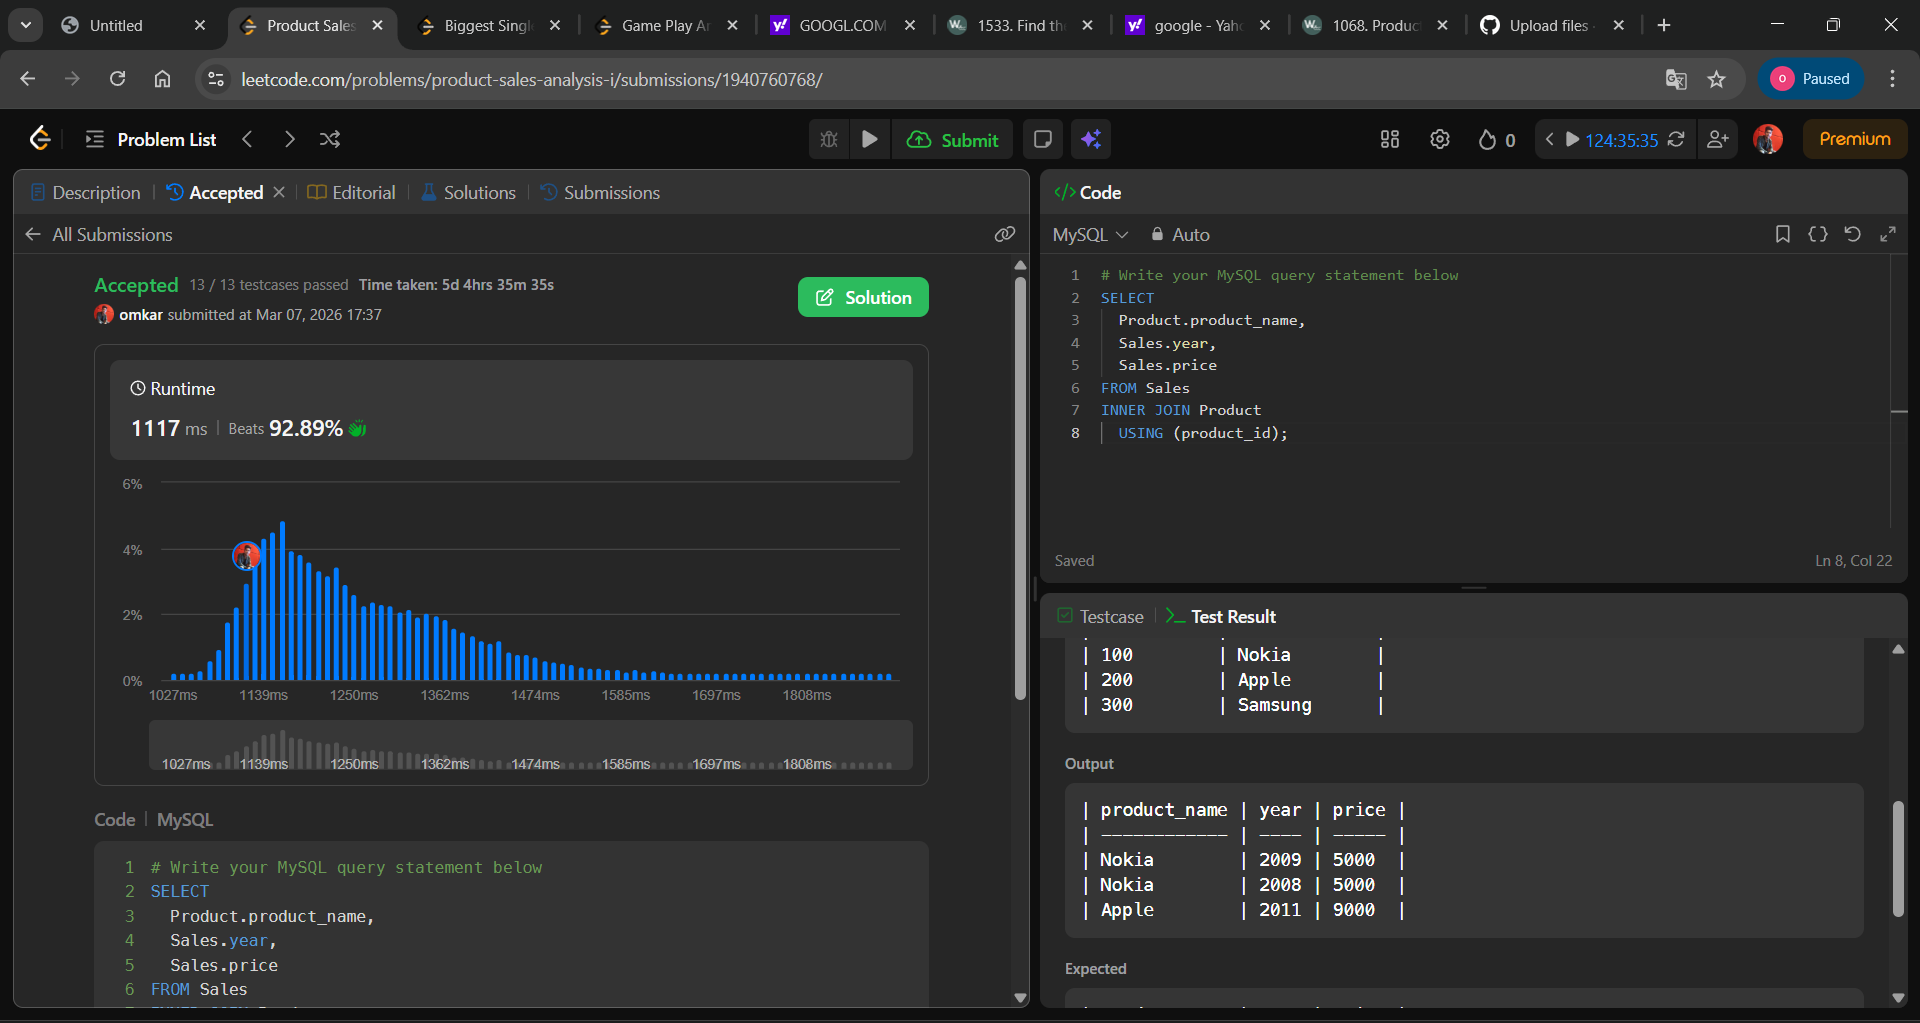 Untitled
Product Sales
Biggest Singl
Game Play An
GOOGL.COM
1533. Find th
google - Yah
1068. Produc
Upload files
leetcode.com/problems/product-sales-analysis-i/submissions/1940760768/
Paused
Problem List
Submit
0
124:35:35
Premium
Description
Accepted
Editorial
Solutions
Submissions
All Submissions
Accepted 13 / 13 testcases passed Time taken: 5d 4hrs 35m 35s
omkar submitted at Mar 07, 2026 17:37
Solution
Runtime
1117 ms Beats 92.89%
6%
4%
2%
0%
1027ms 1139ms 1250ms 1362ms 1474ms 1585ms 1697ms 1808ms
1027ms 1139ms 1250ms 1362ms 1474ms 1585ms 1697ms 1808ms
Code MySQL
1 # Write your MySQL query statement below
2 SELECT
3 Product.product_name,
4 Sales.year,
5 Sales.price
6 FROM Sales
</> Code
MySQL Auto
1 # Write your MySQL query statement below
2 SELECT
3 Product.product_name,
4 Sales.year,
5 Sales.price
6 FROM Sales
7 INNER JOIN Product
8 USING (product_id);
Saved
Ln 8, Col 22
Testcase
Test Result
| 100 | Nokia |
| 200 | Apple |
| 300 | Samsung |
Output
| product_name | year | price |
| ------------ | ---- | ----- |
| Nokia | 2009 | 5000 |
| Nokia | 2008 | 5000 |
| Apple | 2011 | 9000 |
Expected